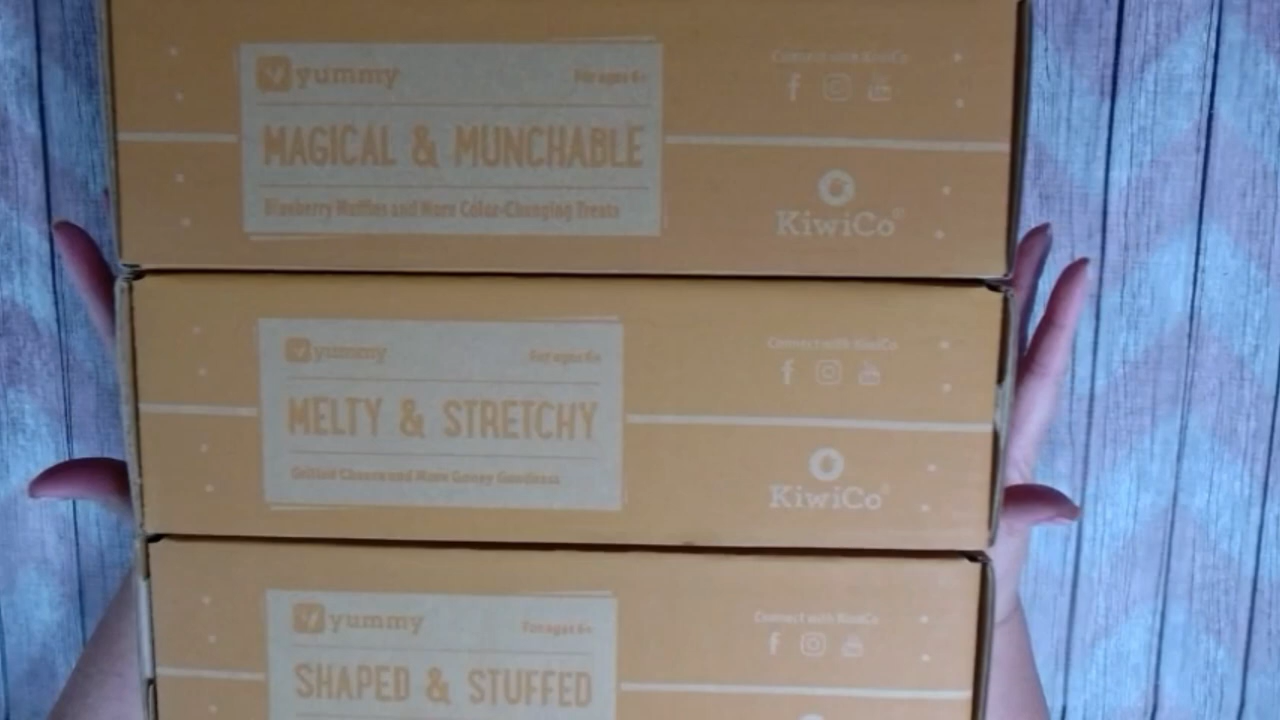 yummy
For ages 6+
Connect with KiwiCo
MAGICAL & MUNCHABLE
Blueberry Muffins and More Color-Changing Treats
KiwiCo
yummy
For ages 6+
Connect with KiwiCo
MELTY & STRETCHY
Grilled Cheese and More Gooey Goodness
KiwiCo
yummy
For ages 6+
Connect with KiwiCo
SHAPED & STUFFED